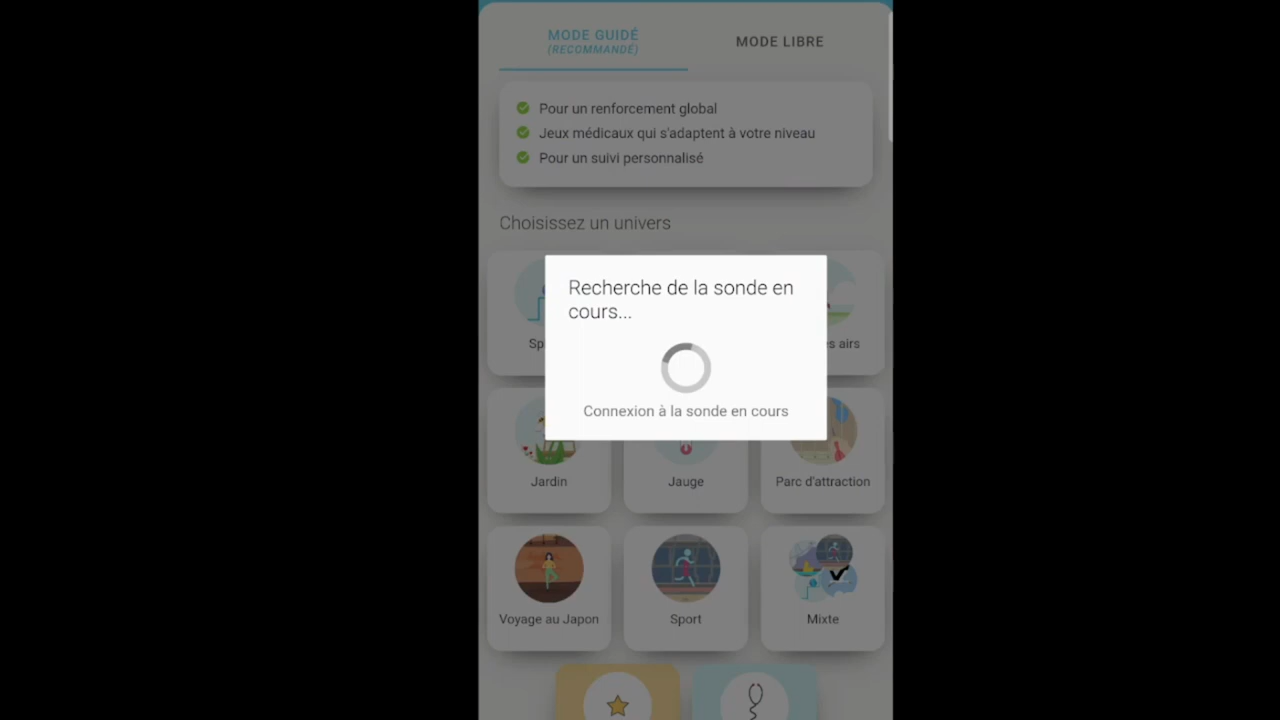 MODE GUIDÉ
(RECOMMANDÉ)
MODE LIBRE
Pour un renforcement global
Jeux médicaux qui s'adaptent à votre niveau
Pour un suivi personnalisé
Choisissez un univers
Recherche de la sonde en
cours...
Connexion à la sonde en cours
Jardin
Jauge
Parc d'attraction
Voyage au Japon
Sport
Mixte